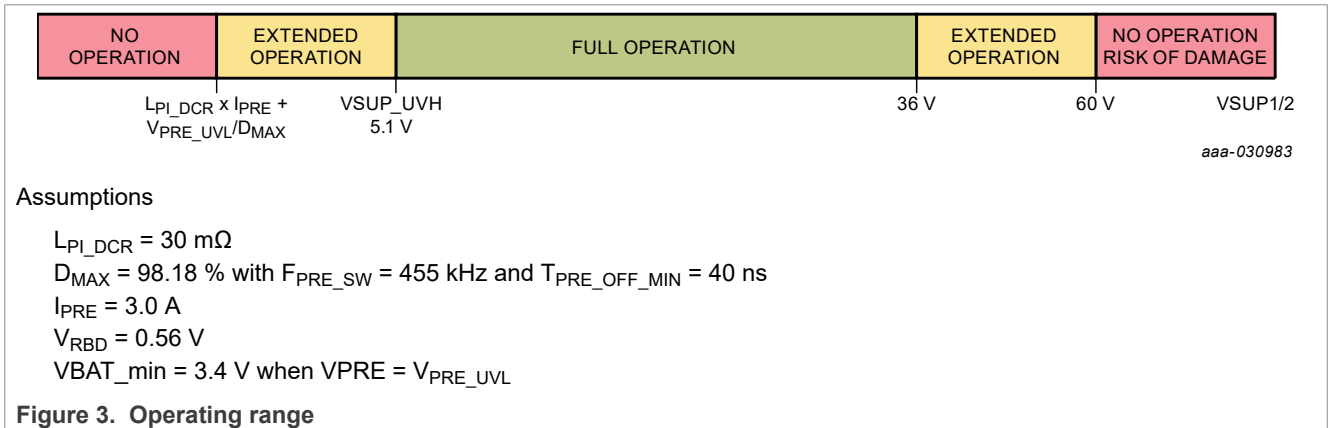 NO OPERATION
EXTENDED OPERATION
FULL OPERATION
EXTENDED OPERATION
NO OPERATION RISK OF DAMAGE
LPI_DCR x IPRE +
VPRE_UVL/DMAX
VSUP_UVH
5.1 V
36 V
60 V
VSUP1/2
aaa-030983
Assumptions
LPI_DCR = 30 mΩ
DMAX = 98.18 % with FPRE_SW = 455 kHz and TPRE_OFF_MIN = 40 ns
IPRE = 3.0 A
VRBD = 0.56 V
VBAT_min = 3.4 V when VPRE = VPRE_UVL
Figure 3. Operating range